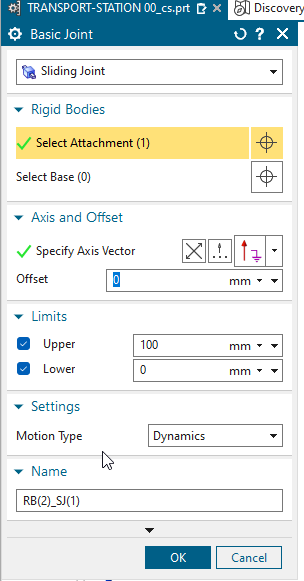 TRANSPORT-STATION 00_cs.prt
Discovery
Basic Joint
Sliding Joint
Rigid Bodies
Select Attachment (1)
Select Base (0)
Axis and Offset
Specify Axis Vector
Offset 0 mm
Limits
Upper 100 mm
Lower 0 mm
Settings
Motion Type Dynamics
Name
RB(2)_SJ(1)
OK Cancel